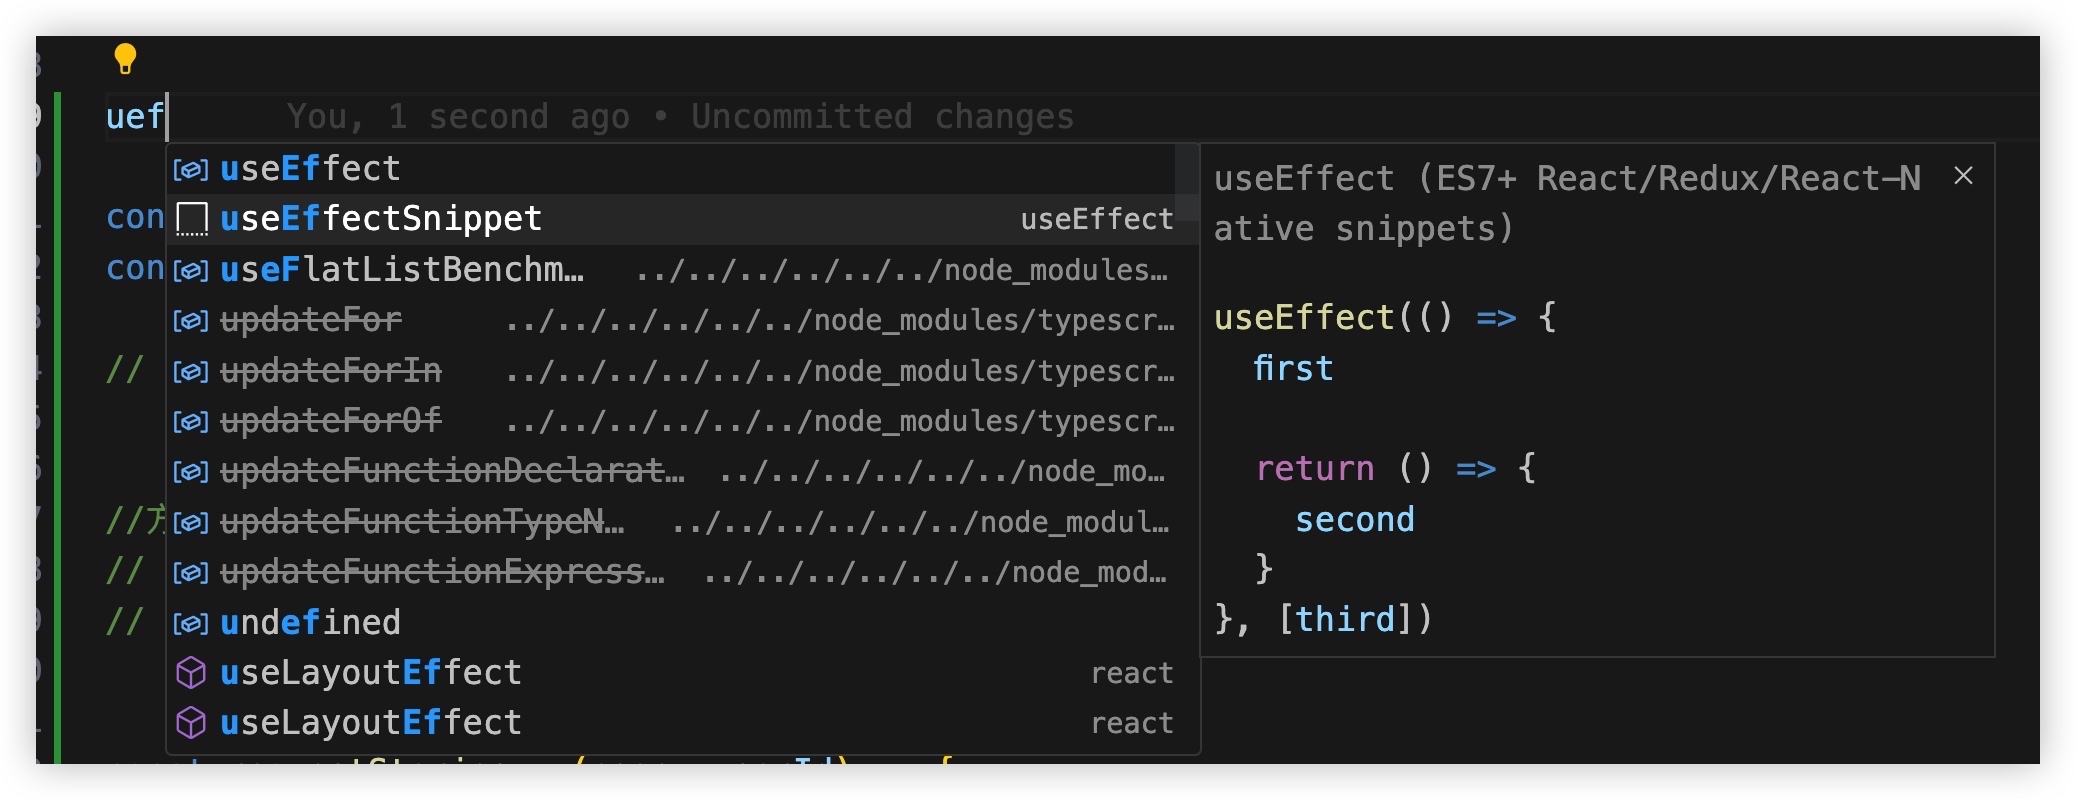 uef You, 1 second ago • Uncommitted changes
useEffect
con useEffectSnippet useEffect
con useFlatListBenchm… ../../../../../../node_modules…
updateFor ../../../../../../node_modules/typescr…
// updateForIn ../../../../../../node_modules/typescr…
updateForOf ../../../../../../node_modules/typescr…
updateFunctionDeclarat… ../../../../../../node_mo…
// updateFunctionTypeN… ../../../../../../node_modul…
// updateFunctionExpress… ../../../../../../node_mod…
// undefined
useLayoutEffect react
useLayoutEffect react
useEffect (ES7+ React/Redux/React-N
ative snippets)
useEffect(() => {
first
return () => {
second
}
}, [third])